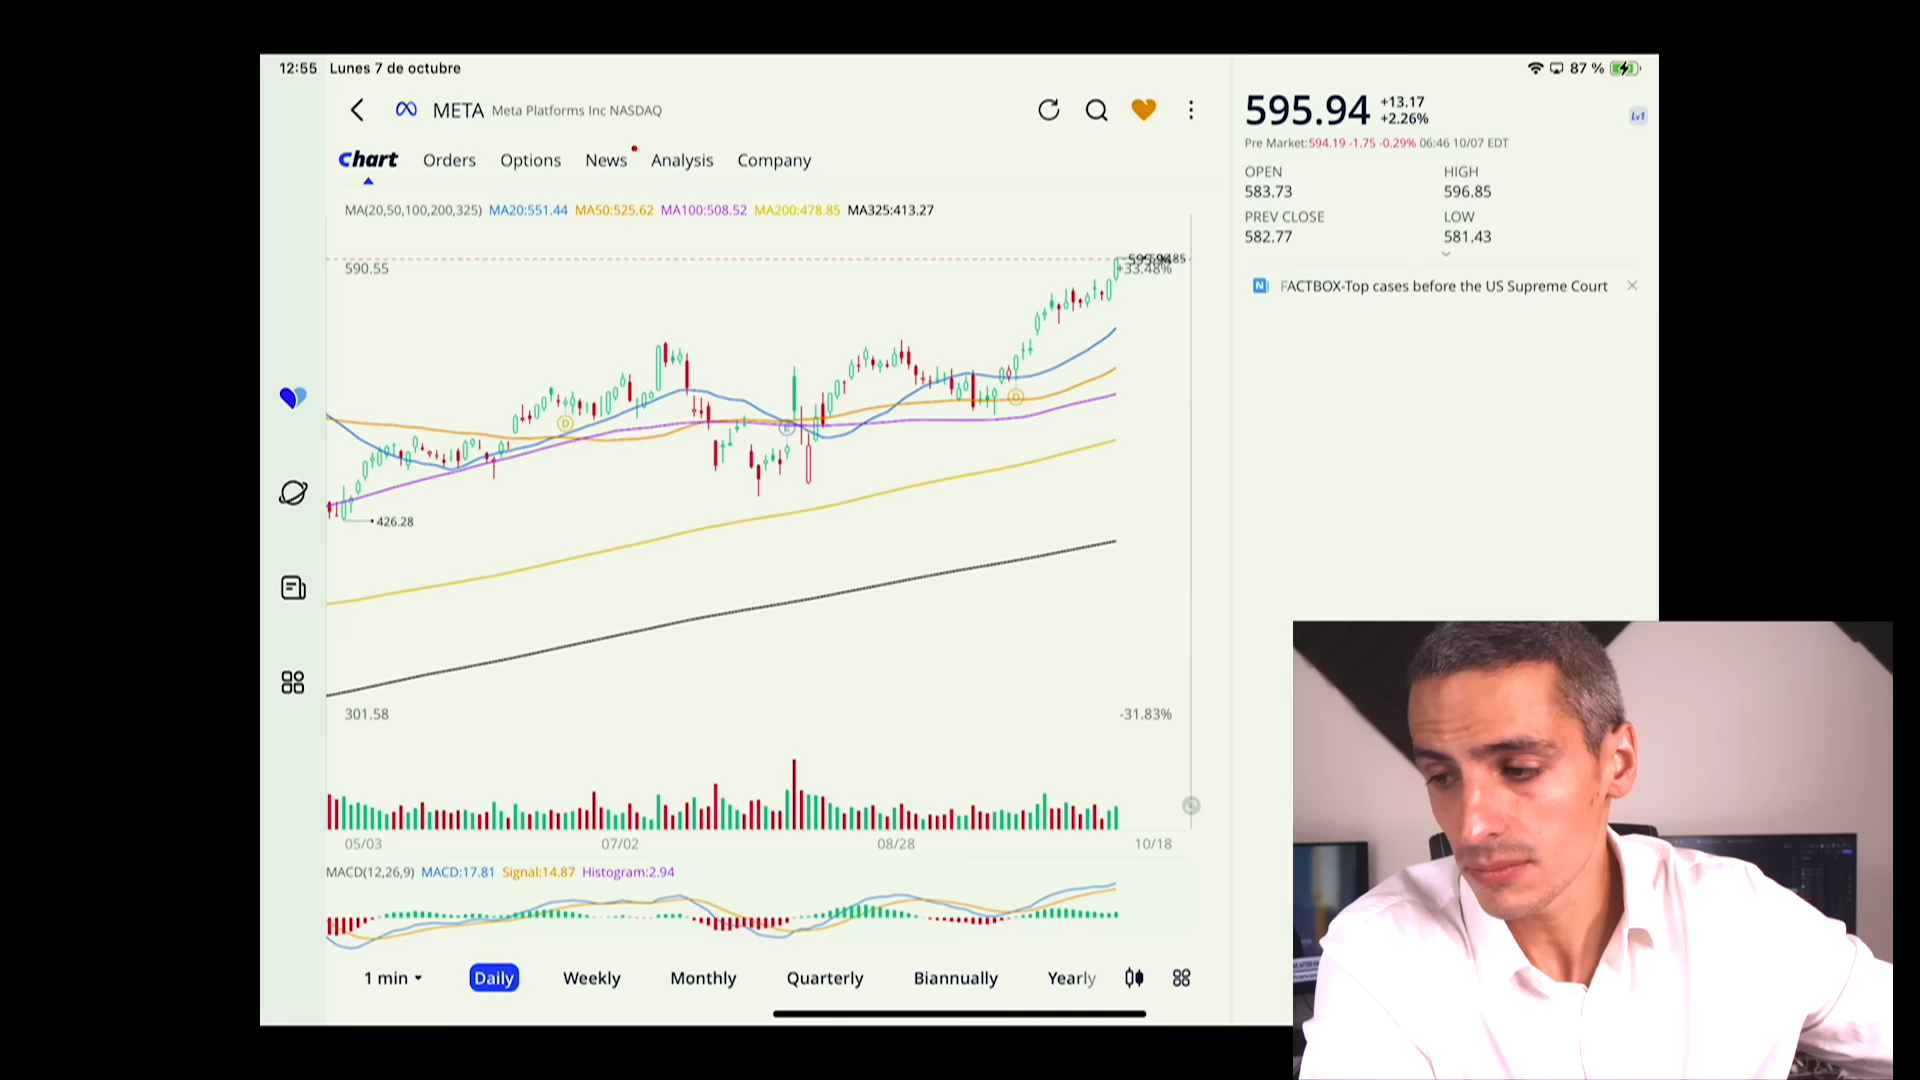 12:55 Lunes 7 de octubre
87 %
META Meta Platforms Inc NASDAQ
Chart Orders Options News Analysis Company
MA(20,50,100,200,325) MA20:551.44 MA50:525.62 MA100:508.52 MA200:478.85 MA325:413.27
590.55
+33.48%
D
E
D
426.28
301.58
-31.83%
05/03 07/02 08/28 10/18
MACD(12,26,9) MACD:17.81 Signal:14.87 Histogram:2.94
1 min Daily Weekly Monthly Quarterly Biannually Yearly
595.94 +13.17
+2.26%
Lv1
Pre Market:594.19 -1.75 -0.29% 06:46 10/07 EDT
OPEN HIGH
583.73 596.85
PREV CLOSE LOW
582.77 581.43
N FACTBOX-Top cases before the US Supreme Court